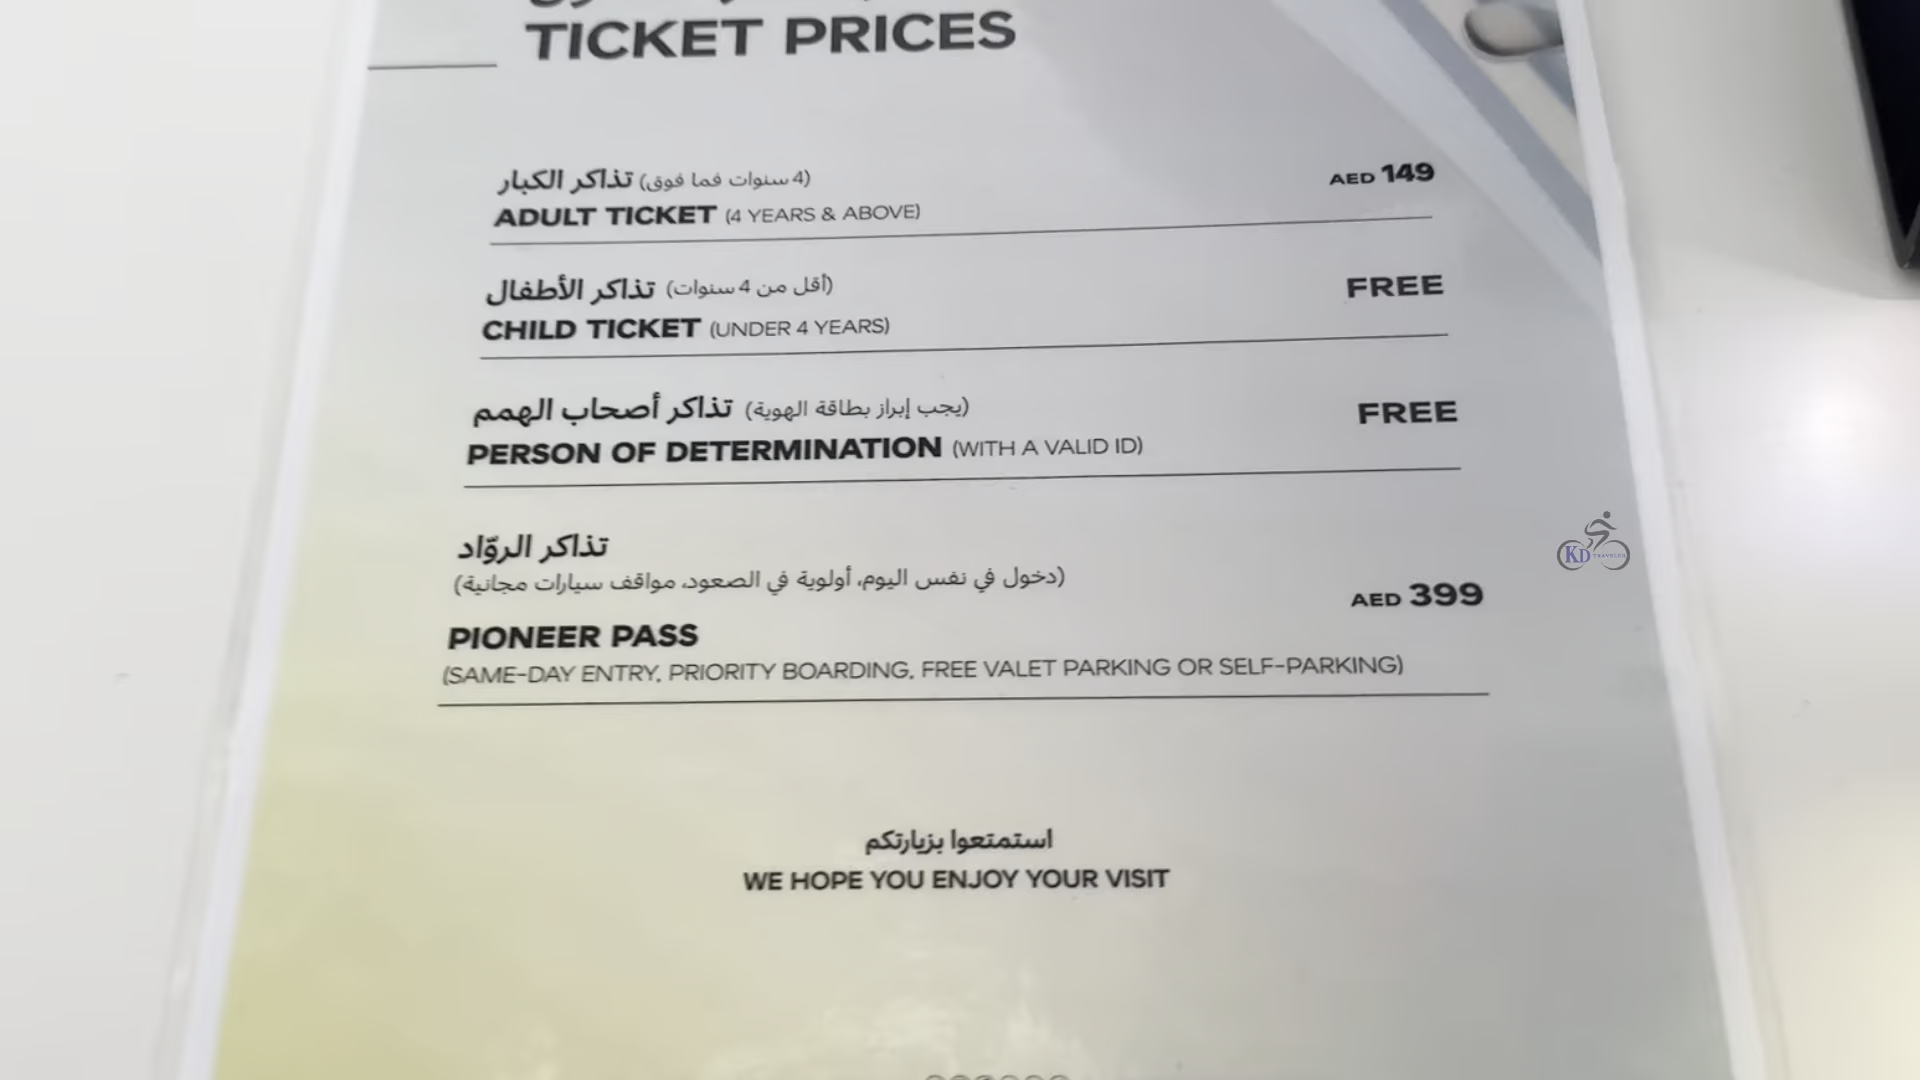 TICKET PRICES
تذاكر الكبار (4 سنوات فما فوق)
AED 149
ADULT TICKET (4 YEARS & ABOVE)
تذاكر الأطفال (أقل من 4 سنوات)
FREE
CHILD TICKET (UNDER 4 YEARS)
تذاكر أصحاب الهمم (يجب إبراز بطاقة الهوية)
FREE
PERSON OF DETERMINATION (WITH A VALID ID)
تذاكر الروّاد
(دخول في نفس اليوم، أولوية في الصعود، مواقف سيارات مجانية)
AED 399
PIONEER PASS
(SAME-DAY ENTRY, PRIORITY BOARDING, FREE VALET PARKING OR SELF-PARKING)
استمتعوا بزيارتكم
WE HOPE YOU ENJOY YOUR VISIT
KD TRAVELER